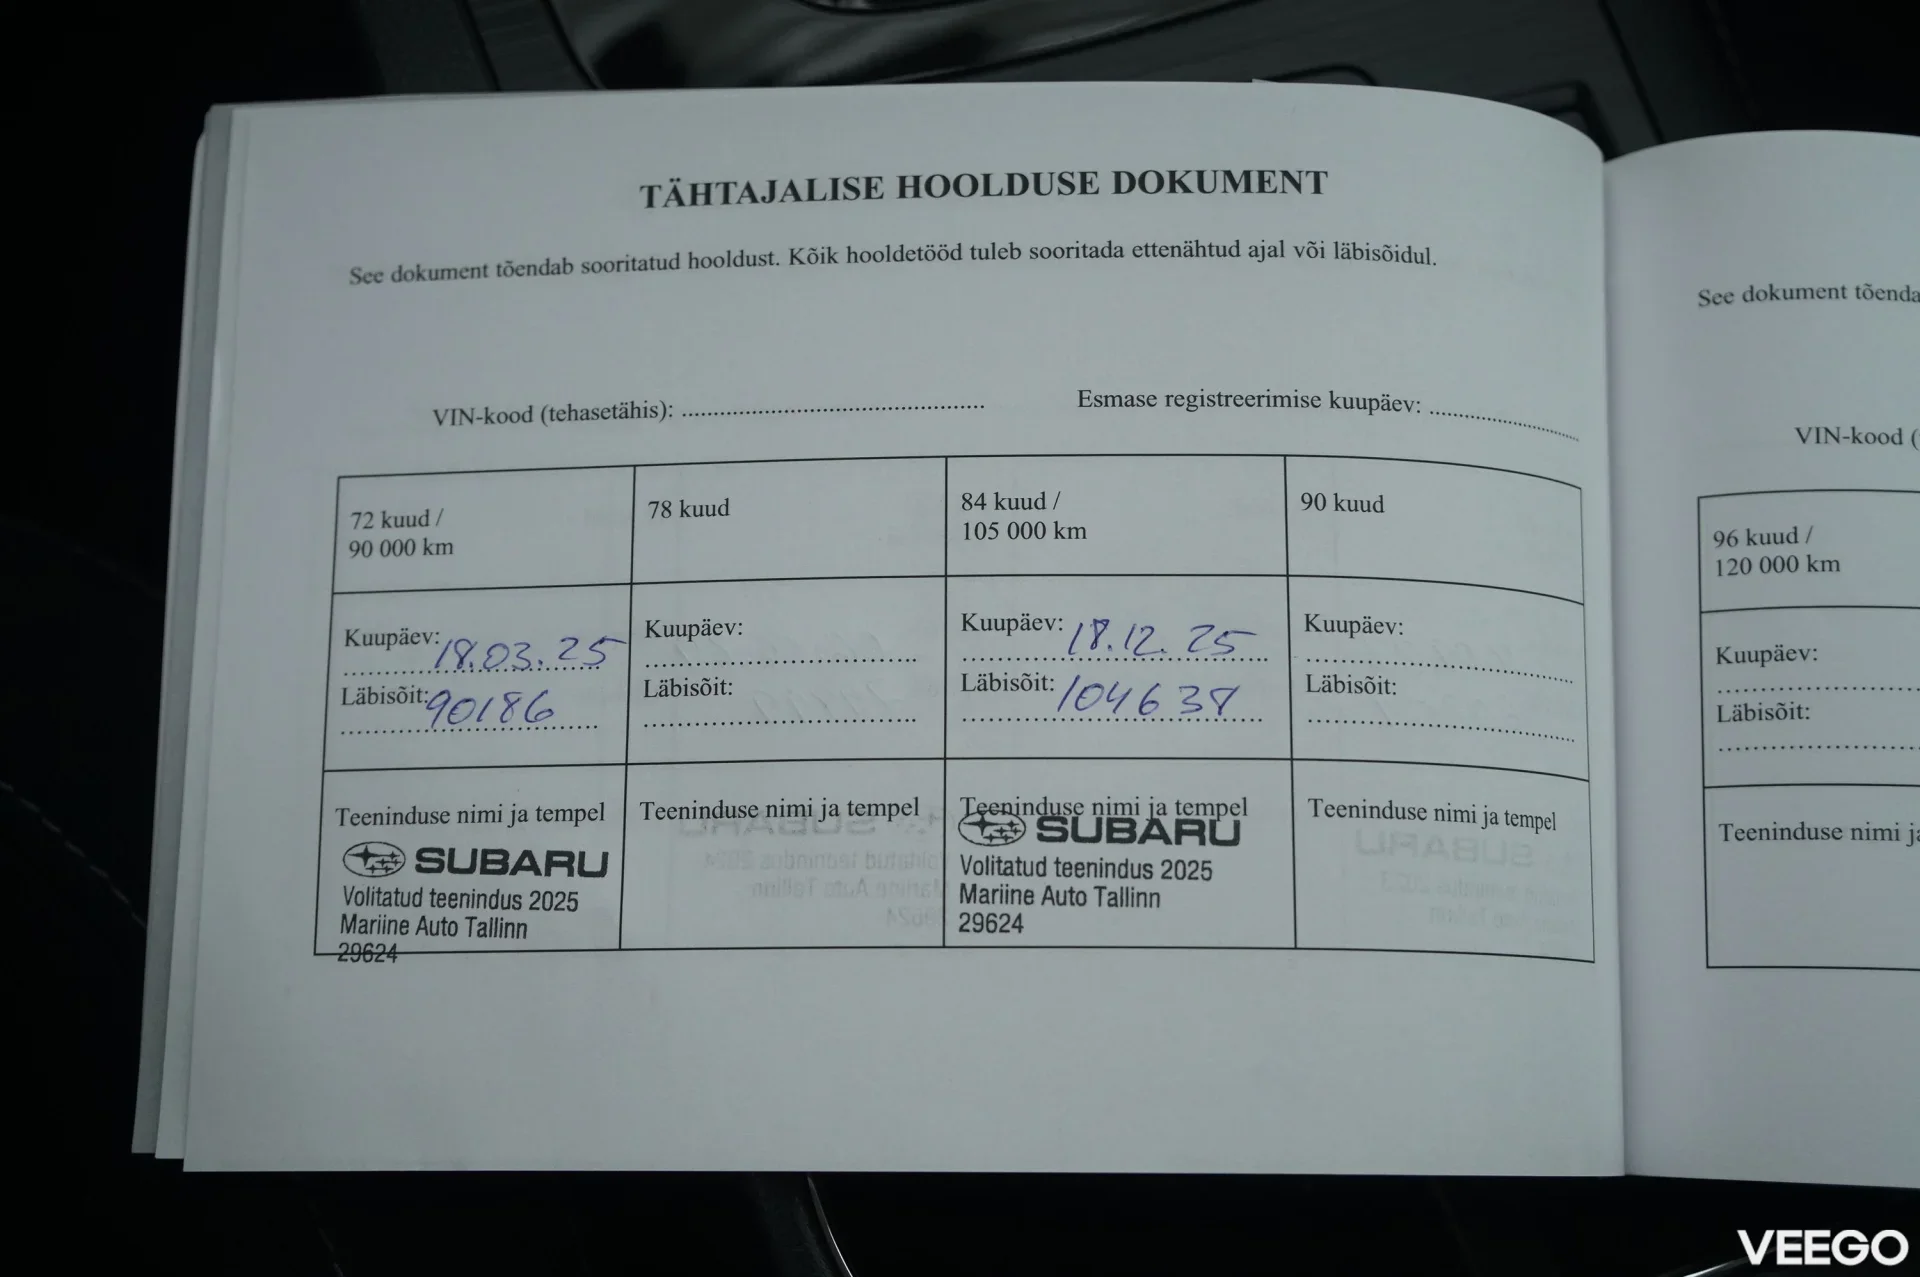 TÄHTAJALISE HOOLDUSE DOKUMENT
See dokument tõendab sooritatud hooldust. Kõik hooldetööd tuleb sooritada ettenähtud ajal või läbisõidul.
VIN-kood (tehasetähis):
Esmase registreerimise kuupäev:
72 kuud /
90 000 km
78 kuud
84 kuud /
105 000 km
90 kuud
Kuupäev: 18.03.25
Läbisõit: 90186
Kuupäev:
Läbisõit:
Kuupäev: 18.12.25
Läbisõit: 104638
Kuupäev:
Läbisõit:
Teeninduse nimi ja tempel
SUBARU
Volitatud teenindus 2025
Mariine Auto Tallinn
29624
Teeninduse nimi ja tempel
Teeninduse nimi ja tempel
SUBARU
Volitatud teenindus 2025
Mariine Auto Tallinn
29624
Teeninduse nimi ja tempel
See dokument
VIN-kood (
96 kuud /
120 000 km
Kuupäev:
Läbisõit:
Teeninduse nimi
VEEGO